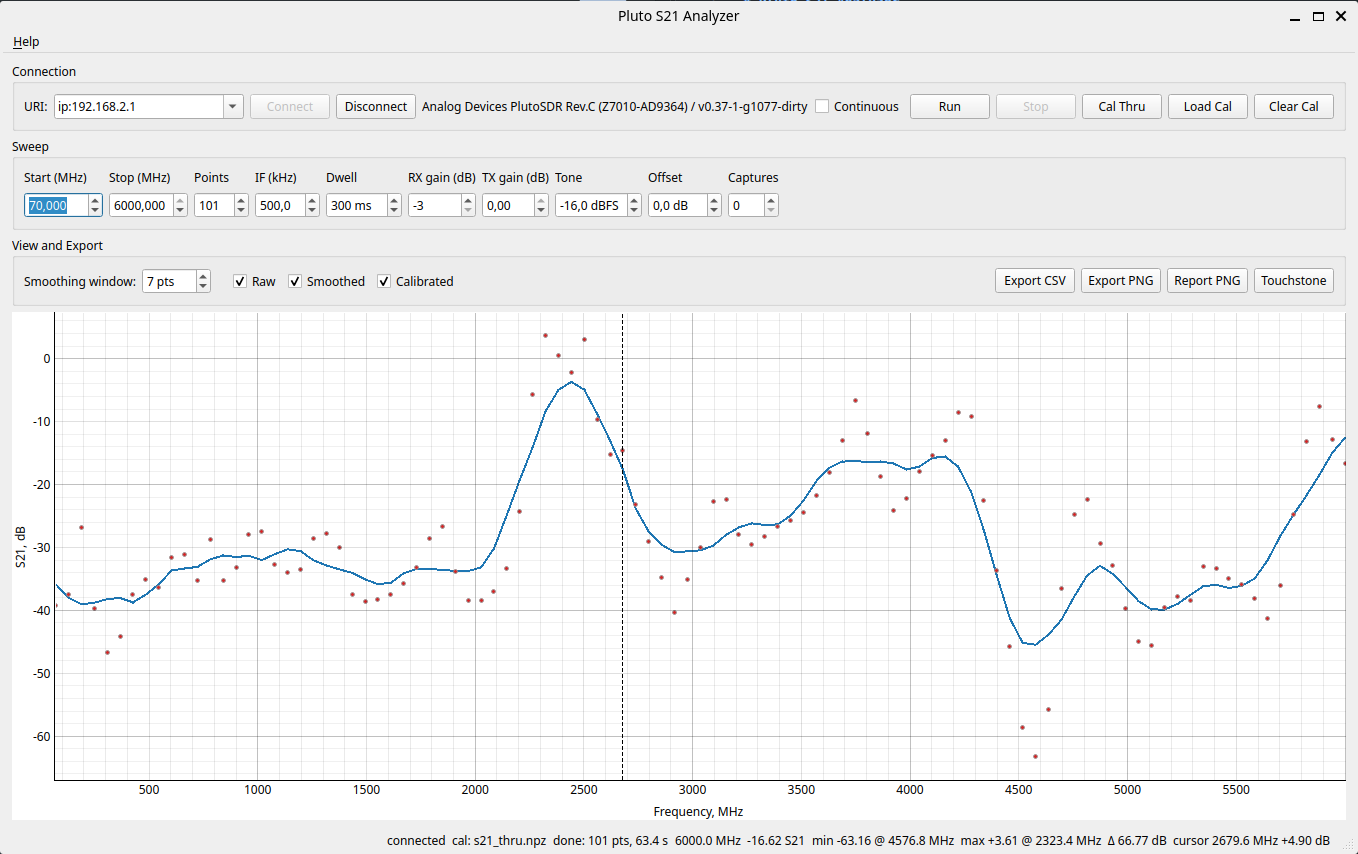 Pluto S21 Analyzer
Help
Connection
URI: ip:192.168.2.1 Connect Disconnect Analog Devices PlutoSDR Rev.C (Z7010-AD9364) / v0.37-1-g1077-dirty Continuous Run Stop Cal Thru Load Cal Clear Cal
Sweep
Start (MHz) Stop (MHz) Points IF (kHz) Dwell RX gain (dB) TX gain (dB) Tone Offset Captures
70,000 6000,000 101 500,0 300 ms -3 0,00 -16,0 dBFS 0,0 dB 0
View and Export
Smoothing window: 7 pts Raw Smoothed Calibrated Export CSV Export PNG Report PNG Touchstone
0
-10
-20
-30
-40
-50
-60
S21, dB
500 1000 1500 2000 2500 3000 3500 4000 4500 5000 5500
Frequency, MHz
connected cal: s21_thru.npz done: 101 pts, 63.4 s 6000.0 MHz -16.62 S21 min -63.16 @ 4576.8 MHz max +3.61 @ 2323.4 MHz Δ 66.77 dB cursor 2679.6 MHz +4.90 dB